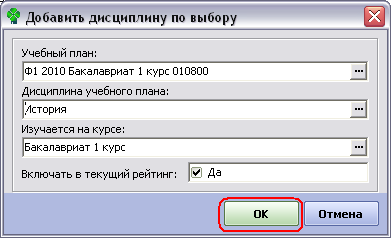 Добавить дисциплину по выбору
Учебный план:
Ф1 2010 Бакалавриат 1 курс 010800
Дисциплина учебного плана:
История
Изучается на курсе:
Бакалавриат 1 курс
Включать в текущий рейтинг: Да
OK Отмена